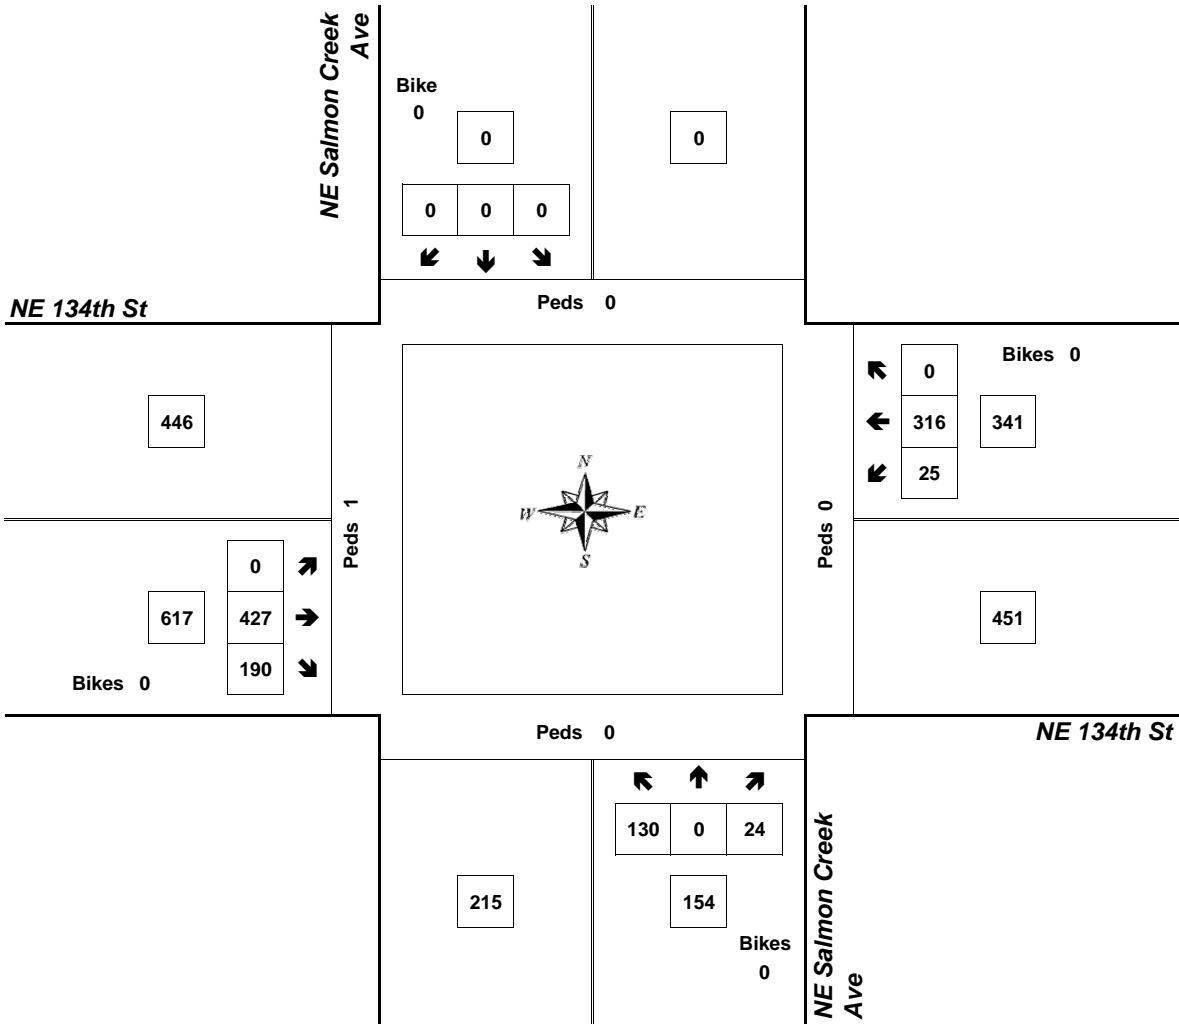 NE Salmon Creek
Ave
Bike
0
0
0
0 0 0
Peds 0
NE 134th St
Bikes 0
0
316
25
341
446
Peds 1
N
W E
S
Peds 0
0
427
190
617
Bikes 0
451
Peds 0
NE 134th St
130 0 24
215
154
Bikes
0
NE Salmon Creek
Ave